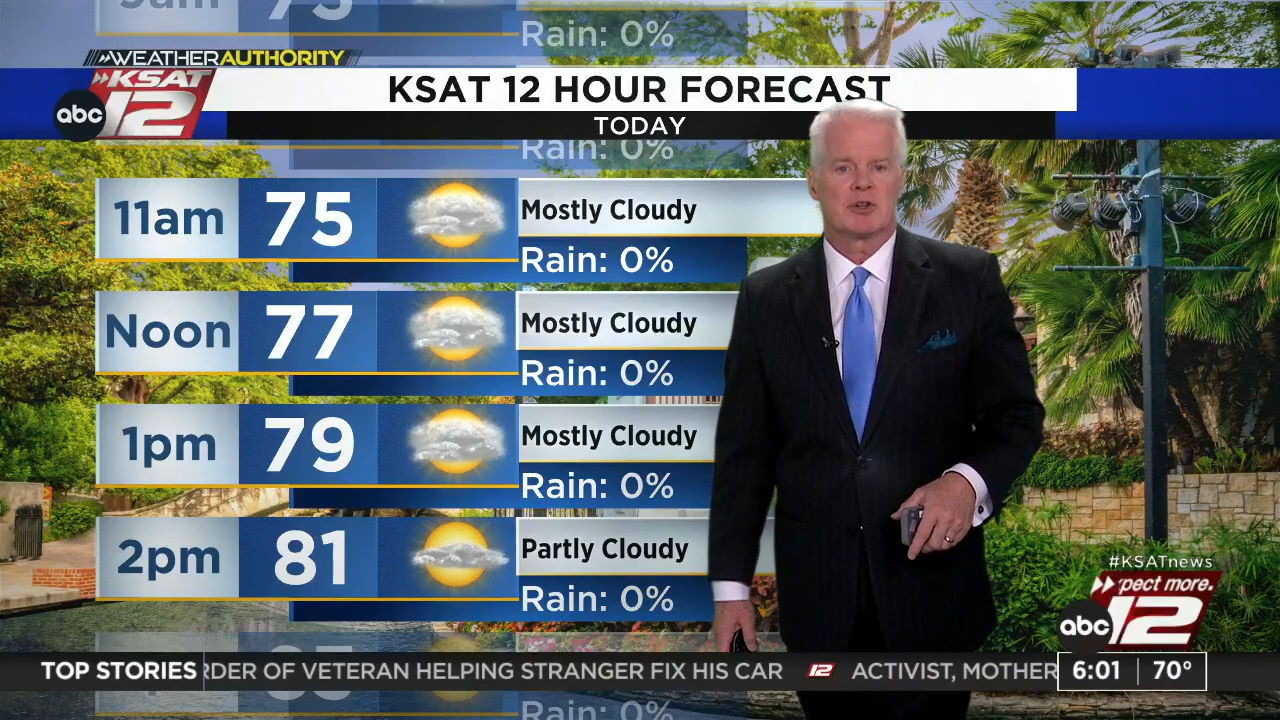 75
Rain: 0%
WEATHER AUTHORITY
KSAT
12
abc
KSAT 12 HOUR FORECAST
TODAY
Rain: 0%
11am 75 Mostly Cloudy
Rain: 0%
Noon 77 Mostly Cloudy
Rain: 0%
1pm 79 Mostly Cloudy
Rain: 0%
2pm 81 Partly Cloudy
Rain: 0%
#KSATnews
'pect more.
abc 12
TOP STORIES RDER OF VETERAN HELPING STRANGER FIX HIS CAR 12 ACTIVIST, MOTHER 6:01 70°
Rain: 0%